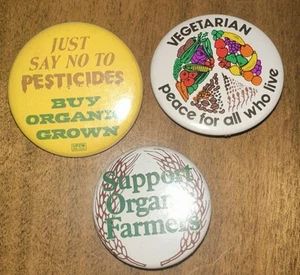 JUST
SAY NO TO
PESTICIDES
BUY
ORGANIC
GROWN
VEGETARIAN
peace for all who live
Support
Organic
Farmers